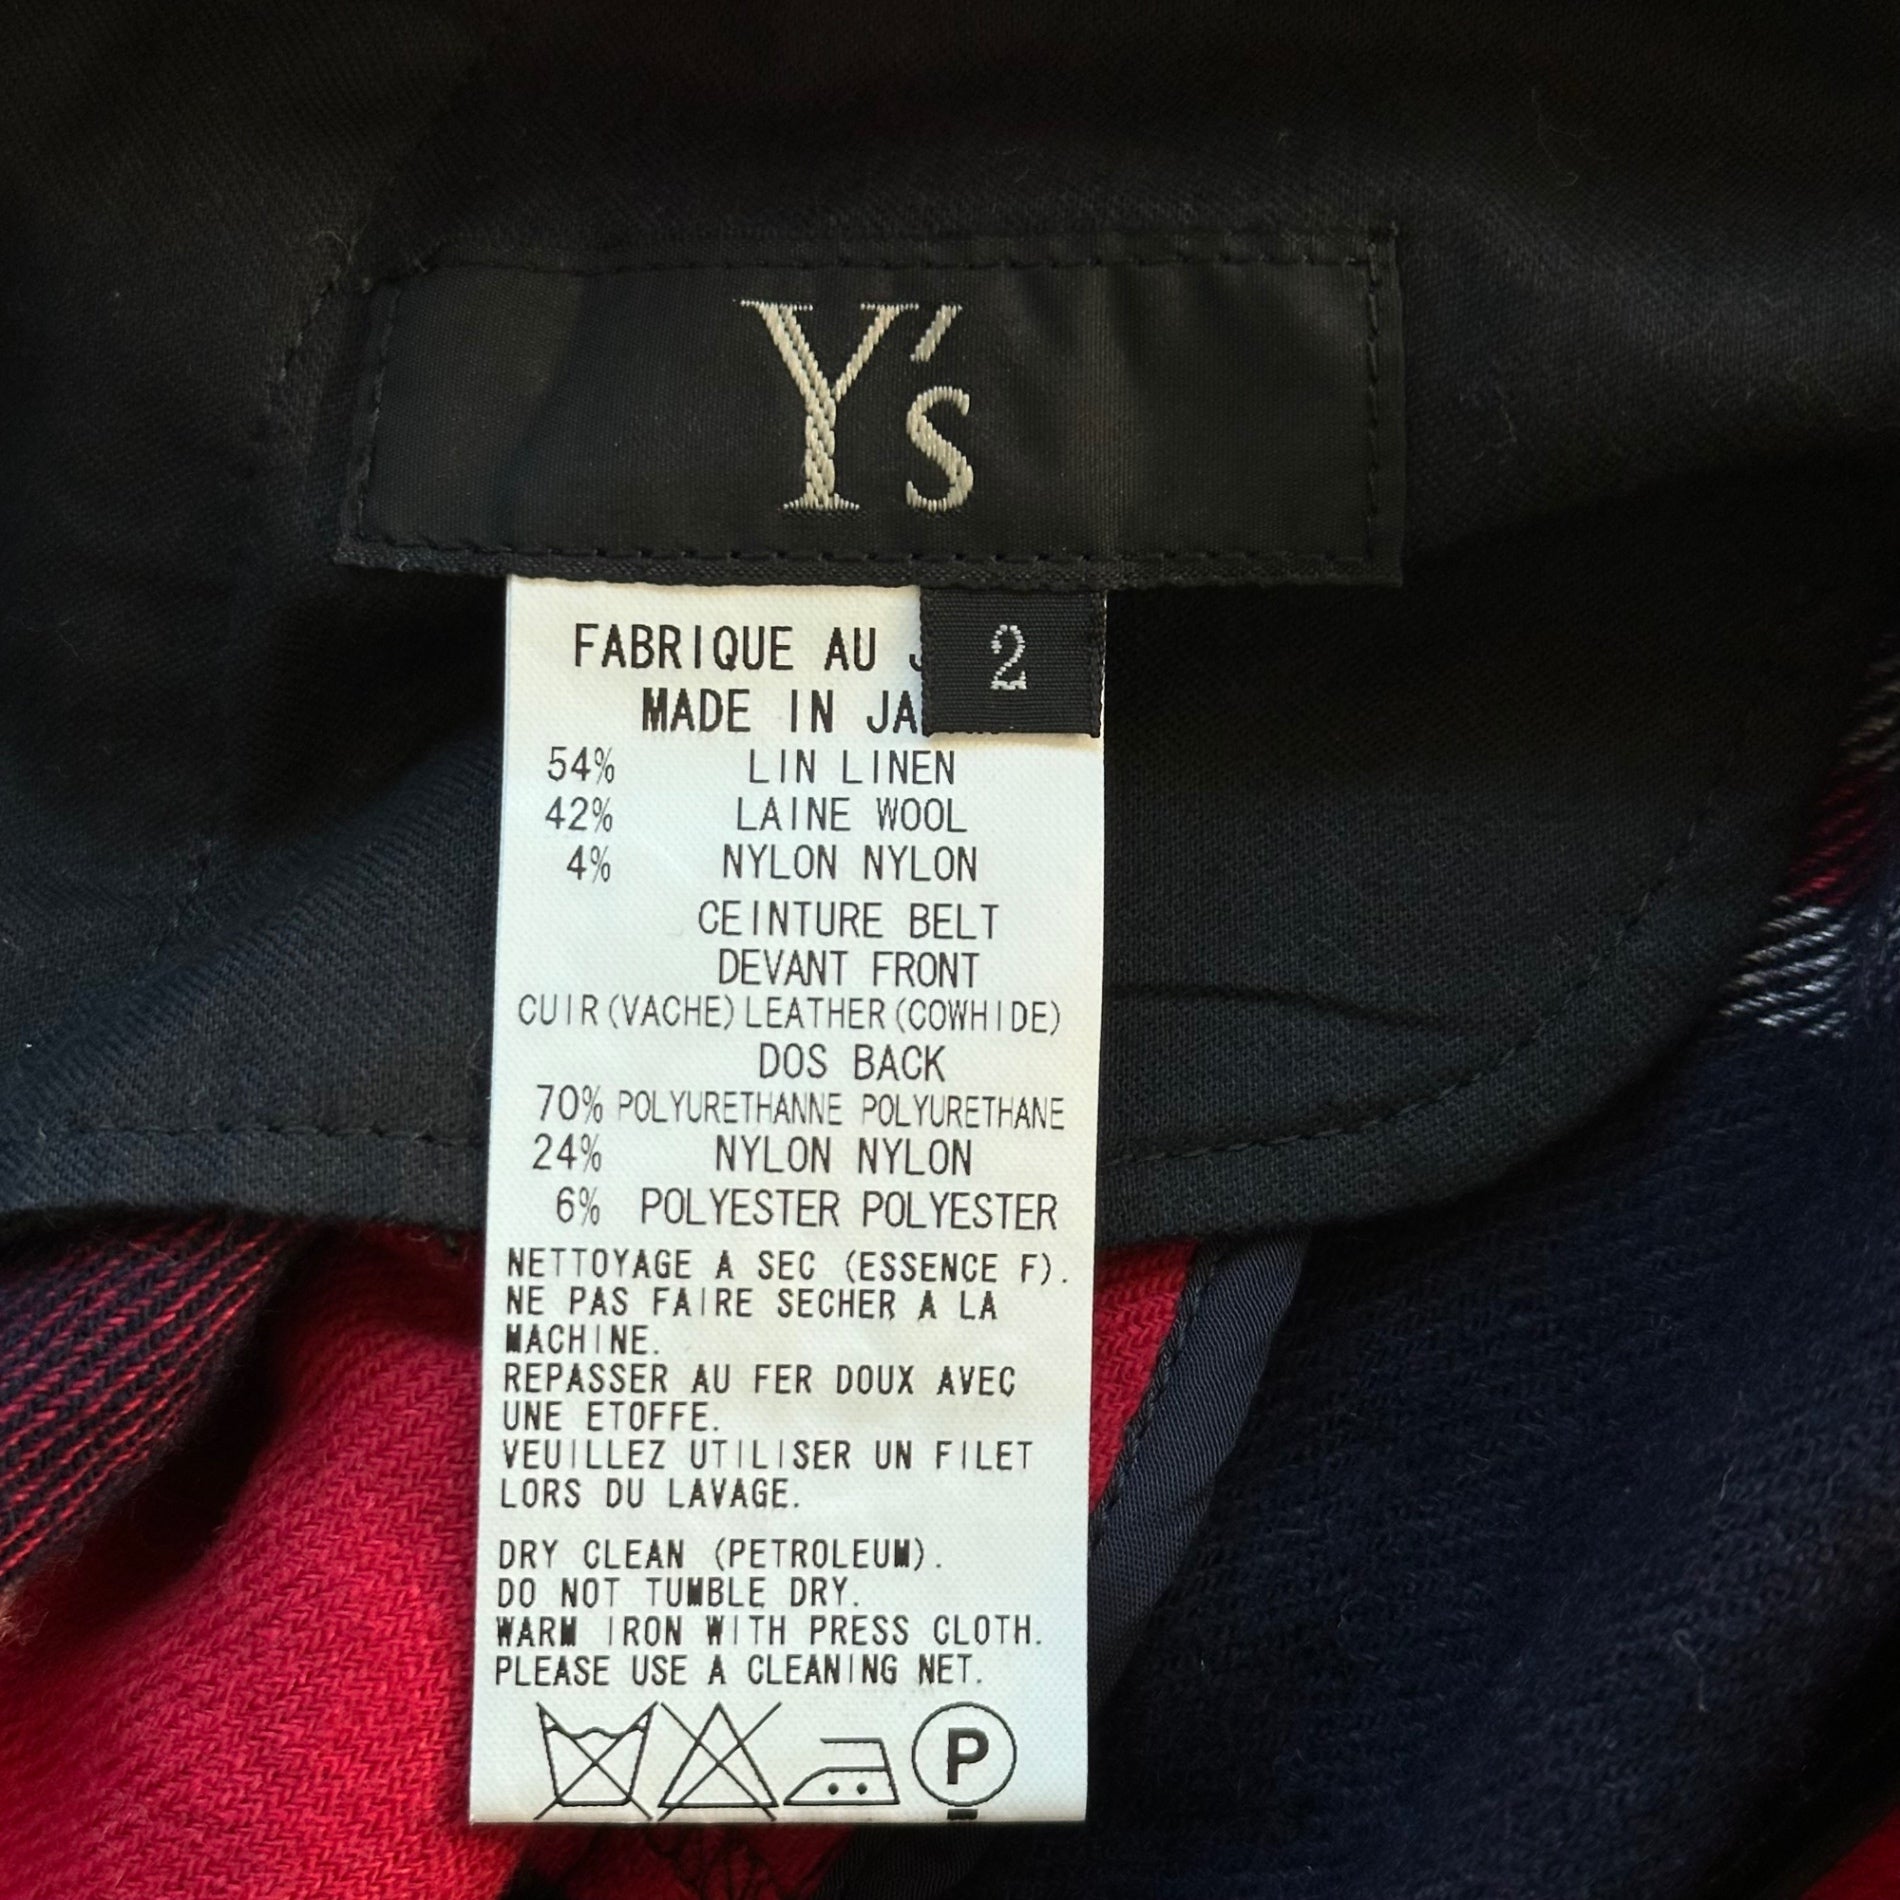 Y's
2
FABRIQUE AU
MADE IN
54% LIN LINEN
42% LAINE WOOL
4% NYLON NYLON
CEINTURE BELT
DEVANT FRONT
CUIR(VACHE)LEATHER(COWHIDE)
DOS BACK
70% POLYURETHANNE POLYURETHANE
24% NYLON NYLON
6% POLYESTER POLYESTER
NETTOYAGE A SEC (ESSENCE F).
NE PAS FAIRE SECHER A LA
MACHINE.
REPASSER AU FER DOUX AVEC
UNE ETOFFE.
VEUILLEZ UTILISER UN FILET
LORS DU LAVAGE.
DRY CLEAN (PETROLEUM).
DO NOT TUMBLE DRY.
WARM IRON WITH PRESS CLOTH.
PLEASE USE A CLEANING NET.
P